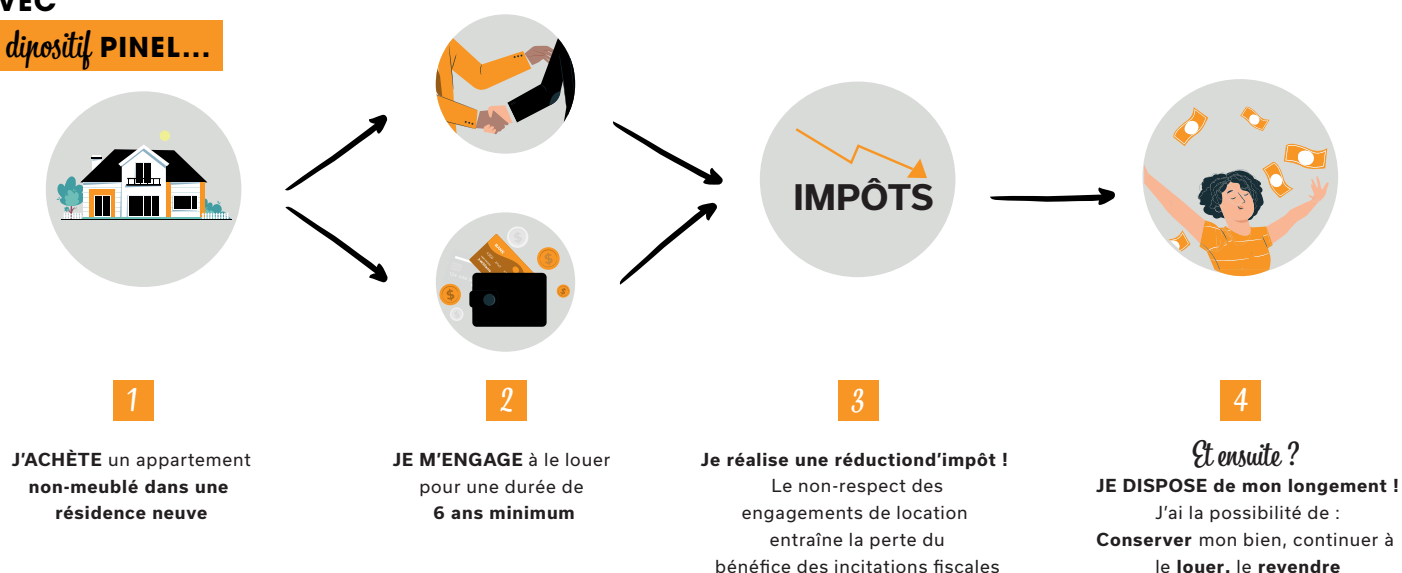 VEC
dipositif PINEL...
IMPÔTS
1
J'ACHÈTE un appartement
non-meublé dans une
résidence neuve
2
JE M'ENGAGE à le louer
pour une durée de
6 ans minimum
3
Je réalise une réductiond'impôt !
Le non-respect des
engagements de location
entraîne la perte du
bénéfice des incitations fiscales
4
Et ensuite ?
JE DISPOSE de mon longement !
J'ai la possibilité de :
Conserver mon bien, continuer à
le louer, le revendre